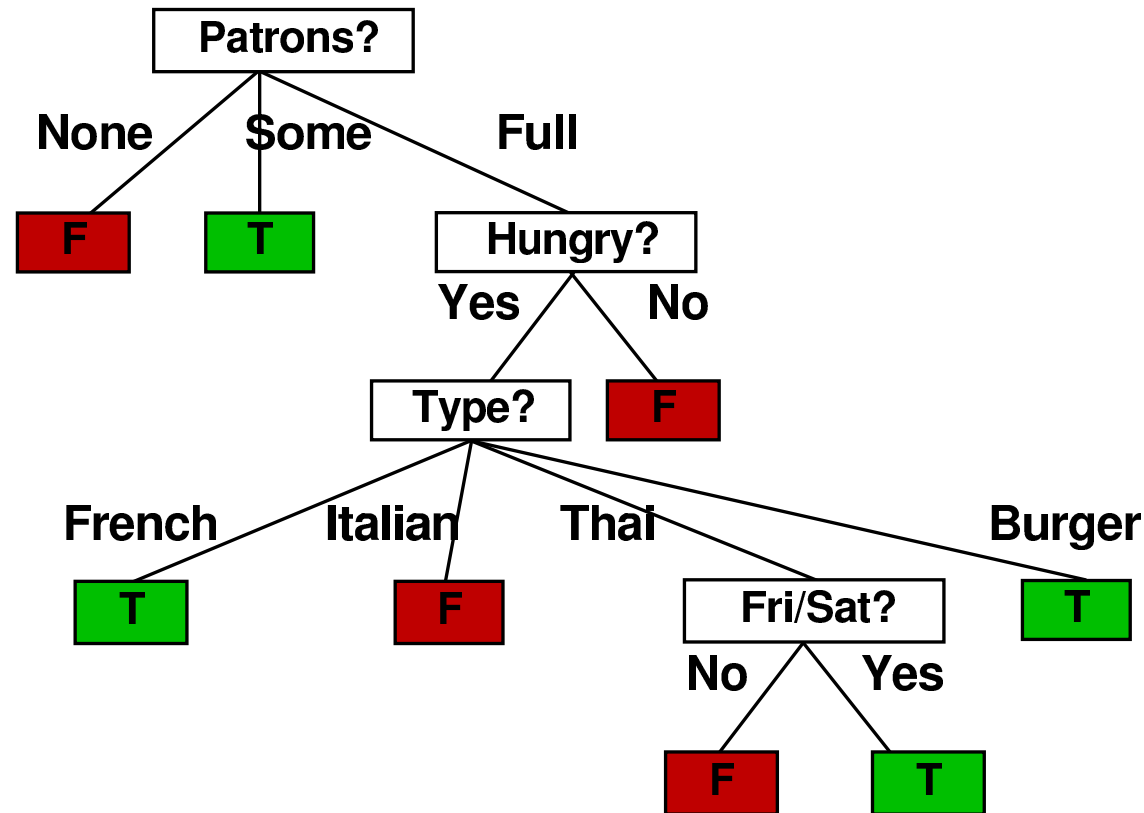 Patrons?
None Some Full
F T Hungry?
Yes No
Type? F
French Italian Thai Burger
T F Fri/Sat? T
No Yes
F T